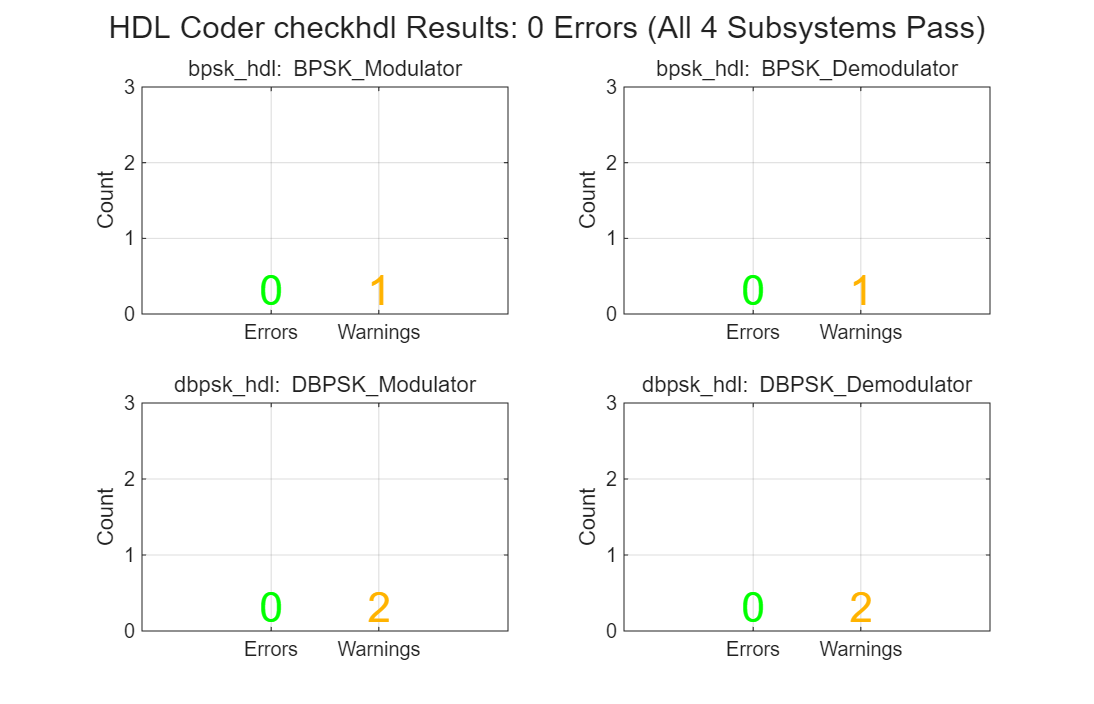 HDL Coder checkhdl Results: 0 Errors (All 4 Subsystems Pass)
bpsk_hdl: BPSK_Modulator
3
2
1
0
Count
0
1
Errors
Warnings
bpsk_hdl: BPSK_Demodulator
3
2
1
0
Count
0
1
Errors
Warnings
dbpsk_hdl: DBPSK_Modulator
3
2
1
0
Count
0
2
Errors
Warnings
dbpsk_hdl: DBPSK_Demodulator
3
2
1
0
Count
0
2
Errors
Warnings